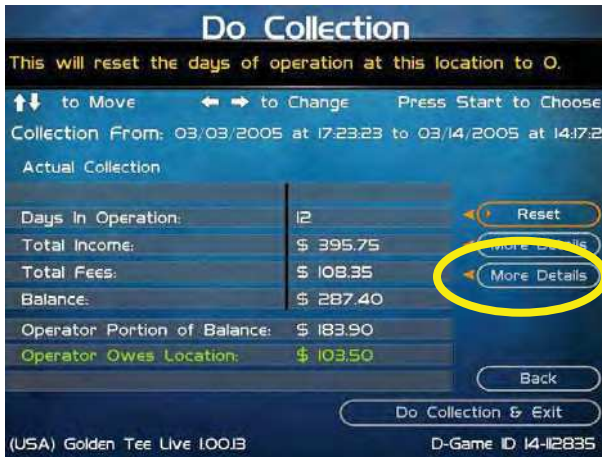 Do Collection
This will reset the days of operation at this location to 0.
to Move to Change Press Start to Choose
Collection From: 03/03/2005 at 17:23:23 to 03/14/2005 at 14:17:2
Actual Collection
Days In Operation: 12 Reset
Total Income: $ 395.75 More Details
Total Fees: $ 108.35 More Details
Balance: $ 287.40
Operator Portion of Balance: $ 183.90
Operator Owes Location: $ 103.50
Back
Do Collection & Exit
(USA) Golden Tee Live 1.00.13 D-Game ID 14-112835